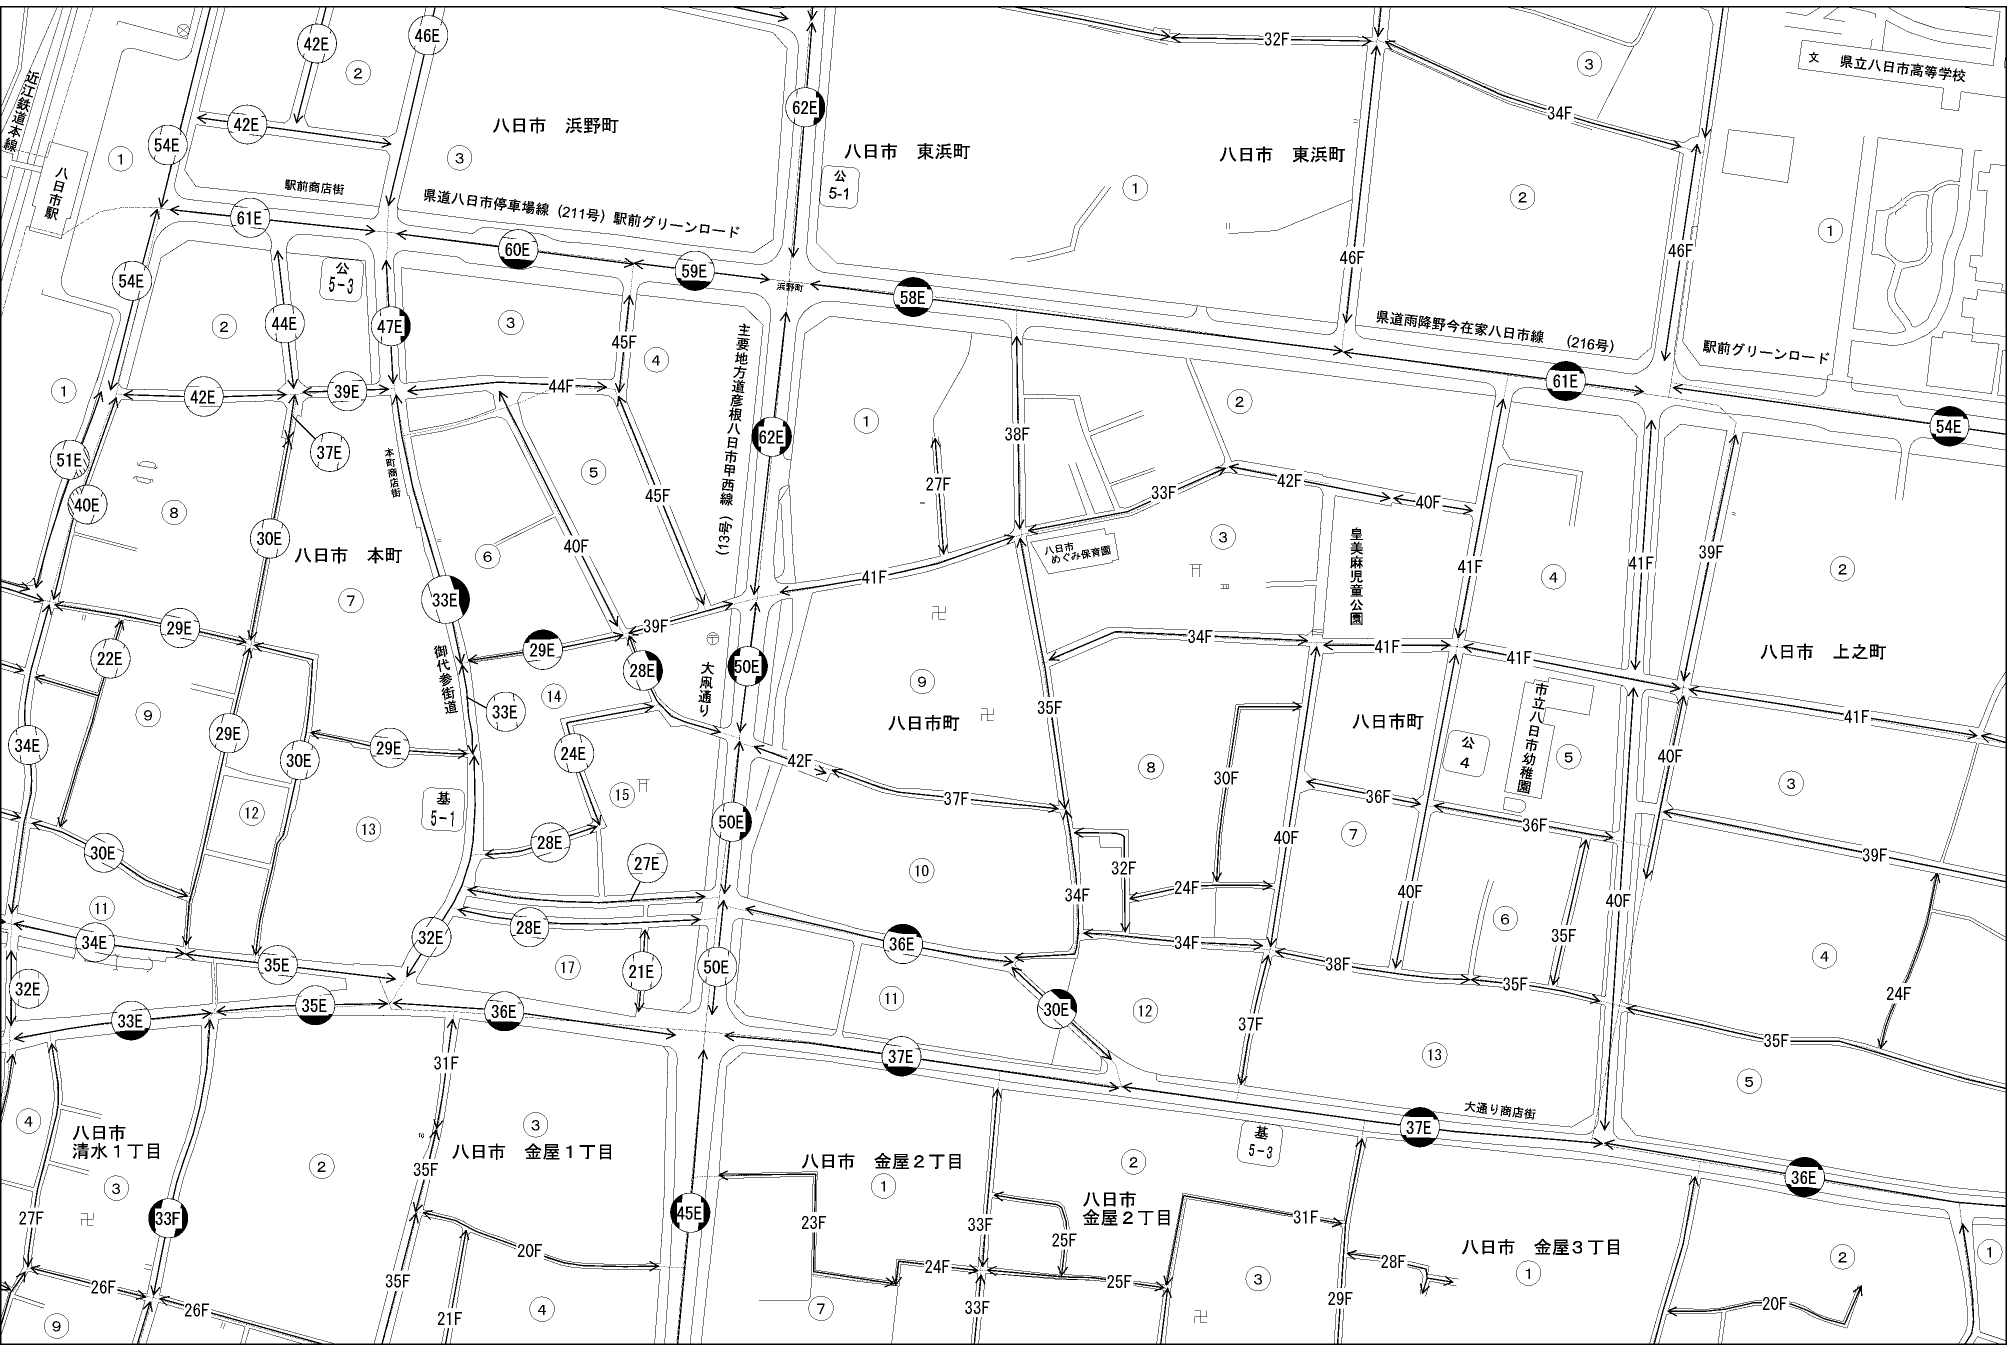 46E
42E
②
32F
③
文 県立八日市高等学校
近江鉄道本線
62E
34F
42E
八日市 浜野町
54E
①
③
八日市 東浜町
八日市 東浜町
八日市駅
駅前商店街
公
5-1
①
②
県道八日市停車場線（211号）駅前グリーンロード
61E
①
60E
46F
46F
54E
公
5-3
59E
浜野町
58E
②
44E
47E
③
45F
④
主要地方道彦根八日市甲西線（13号）
県道雨降野今在家八日市線 （216号）
駅前グリーンロード
①
42E
39E
44F
61E
②
①
54E
38F
62E
37E
51E
本町商店街
⑤
27F
33F
42F
40F
40E
⑧
45F
30E
八日市 本町
⑥
40F
八日市
めぐみ保育園
③
皇美麻児童公園
39F
41F
41F
41F
④
②
⑦
33E
卍
29E
39F
34F
41F
41F
八日市 上之町
22E
御代参街道
29E
28E
大凧通り
50E
⑨
⑭
33E
35F
卍
八日市町
八日市町
市立八日市幼稚園
41F
⑨
34E
29E
30E
29E
24E
42F
公
4
⑤
40F
⑧
30F
③
⑮
37F
36F
36F
⑫
基
5-1
⑬
50E
⑦
40F
30E
28E
27E
⑩
32F
39F
34F
24F
40F
40F
⑪
28E
36E
34F
⑥
35F
34E
32E
35E
⑰
21E
50E
38F
35F
④
32E
⑪
24F
35E
36E
30E
⑫
33E
37F
35F
31F
37E
⑬
⑤
④
八日市
清水１丁目
③
八日市 金屋１丁目
大通り商店街
37E
基
5-3
②
八日市 金屋２丁目
①
②
35F
36E
③
八日市
金屋２丁目
27F
卍
33F
45E
23F
33F
31F
20F
25F
八日市 金屋３丁目
①
②
①
26F
35F
24F
25F
28F
③
26F
21F
④
⑦
33F
29F
20F
卍
⑨